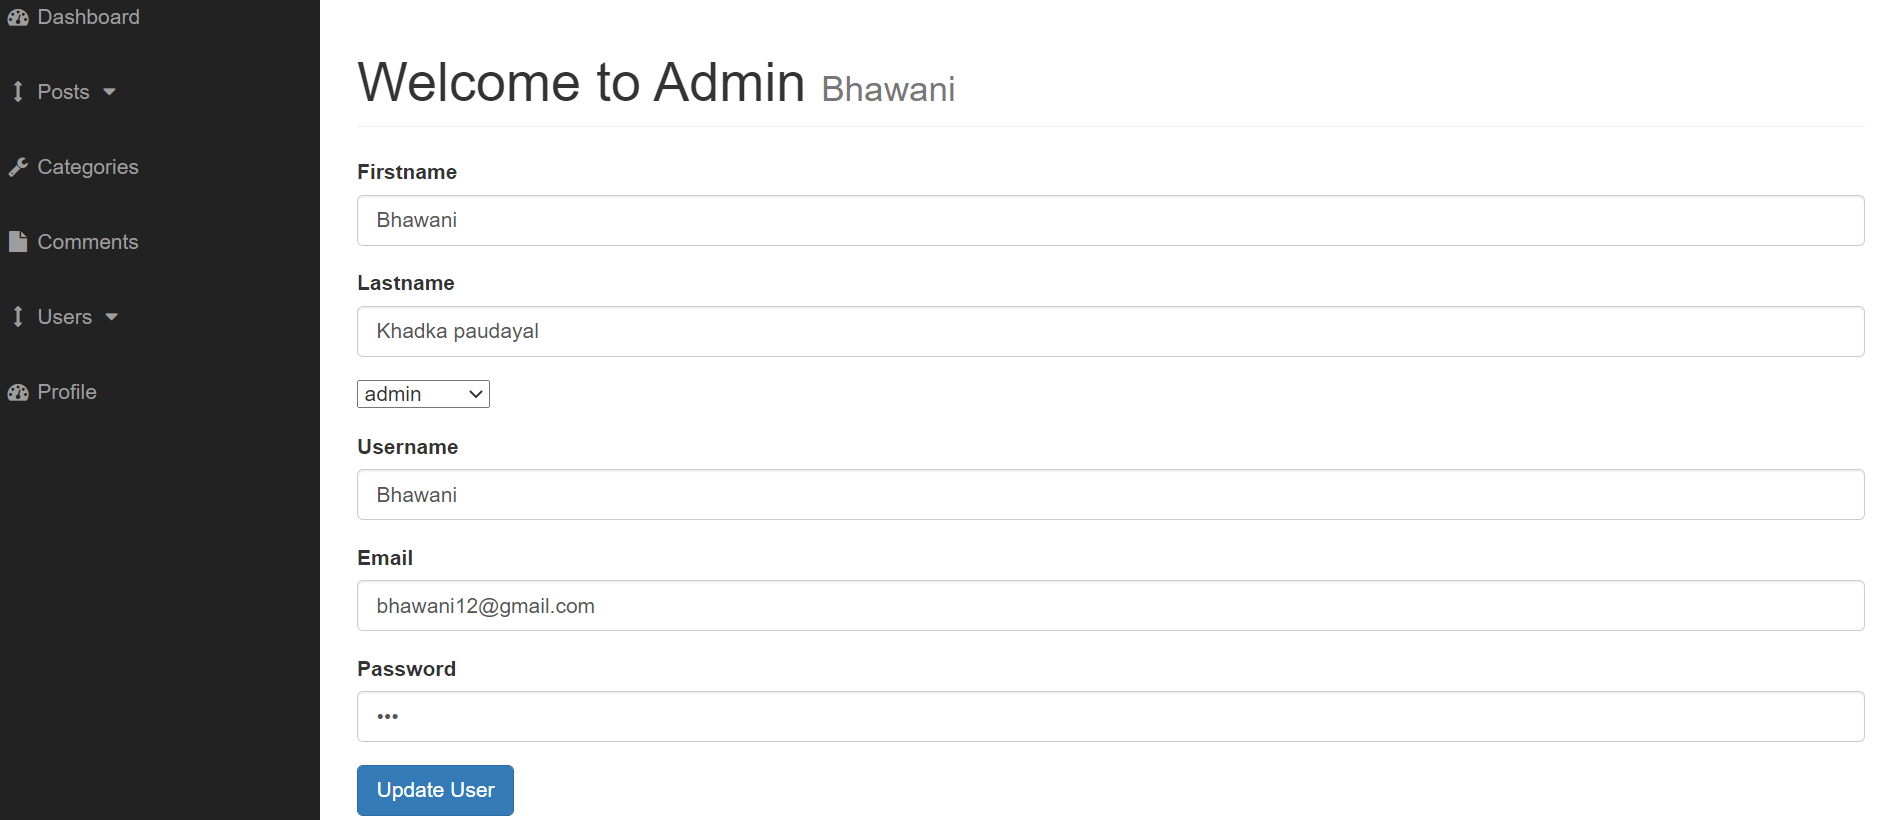 Dashboard
Posts
Categories
Comments
Users
Profile
Welcome to Admin Bhawani
Firstname
Bhawani
Lastname
Khadka paudayal
admin
Username
Bhawani
Email
bhawani12@gmail.com
Password
•••
Update User